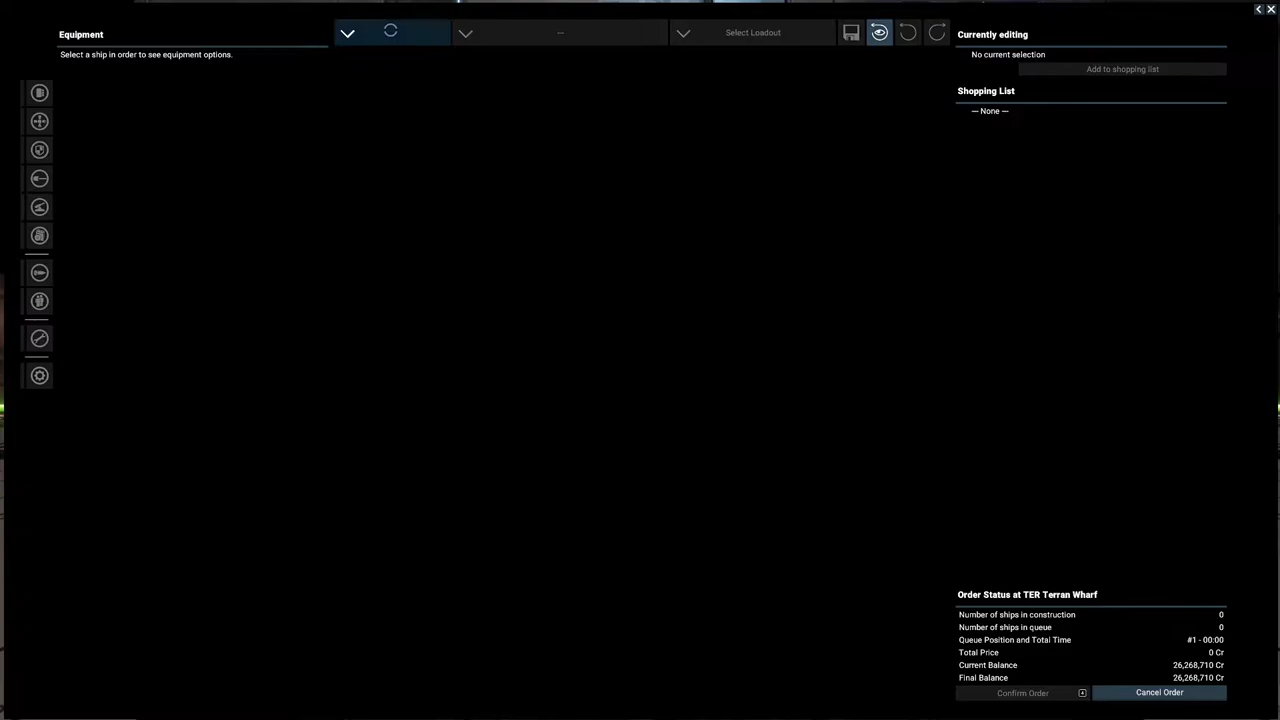 Equipment
Select a ship in order to see equipment options.
--
Select Loadout
Currently editing
No current selection
Add to shopping list
Shopping List
— None —
Order Status at TER Terran Wharf
Number of ships in construction 0
Number of ships in queue 0
Queue Position and Total Time #1 - 00:00
Total Price 0 Cr
Current Balance 26,268,710 Cr
Final Balance 26,268,710 Cr
Confirm Order
Cancel Order